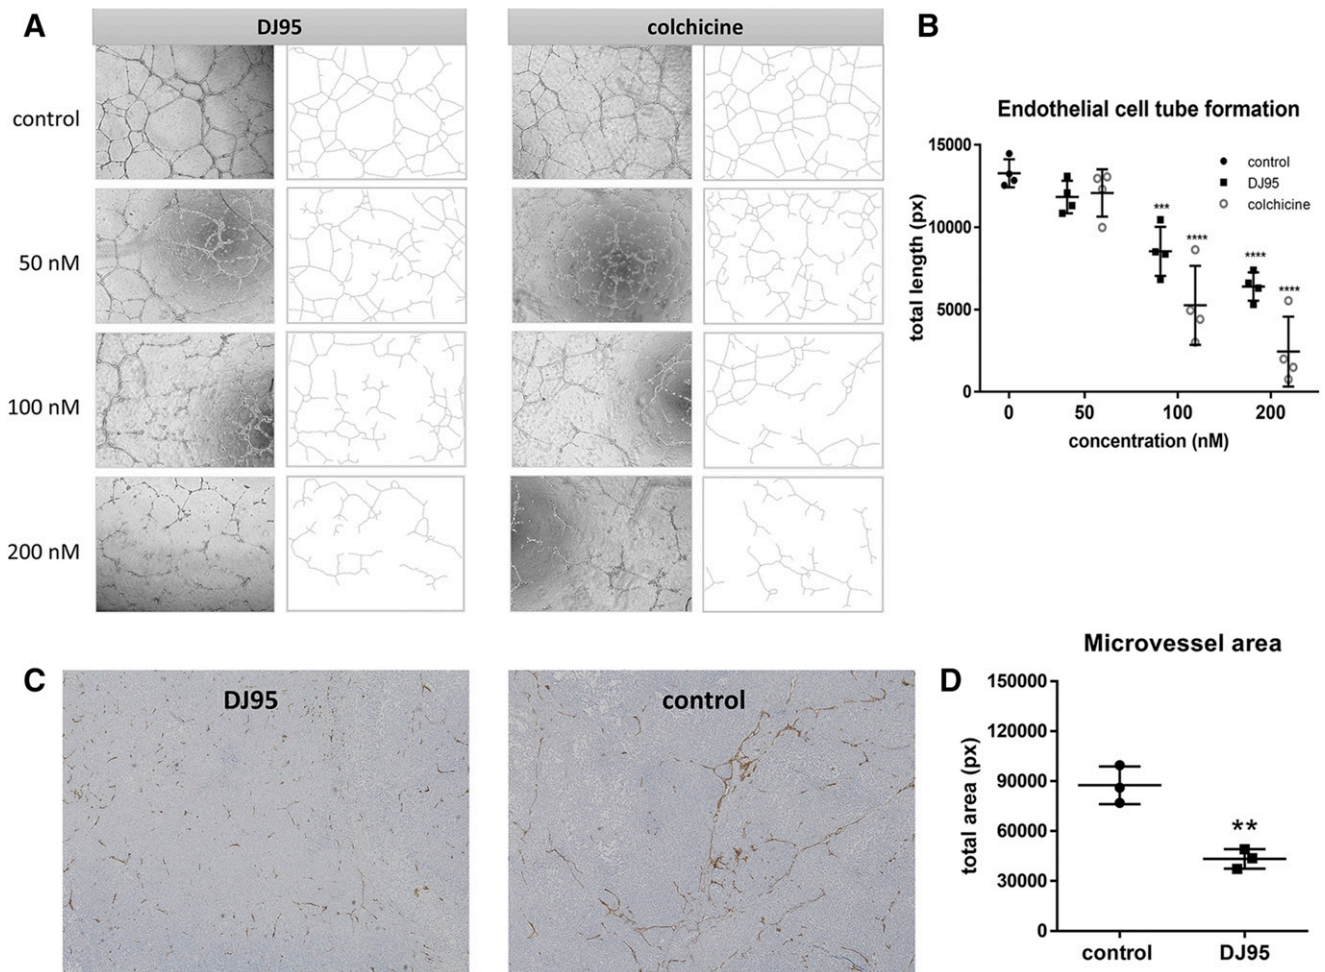 A
DJ95
colchicine
control
50 nM
100 nM
200 nM
B
Endothelial cell tube formation
15000
10000
5000
0
total length (px)
control
DJ95
colchicine
***
****
****
****
0 50 100 200
concentration (nM)
C
DJ95
control
D
Microvessel area
150000
120000
90000
60000
30000
0
total area (px)
**
control DJ95